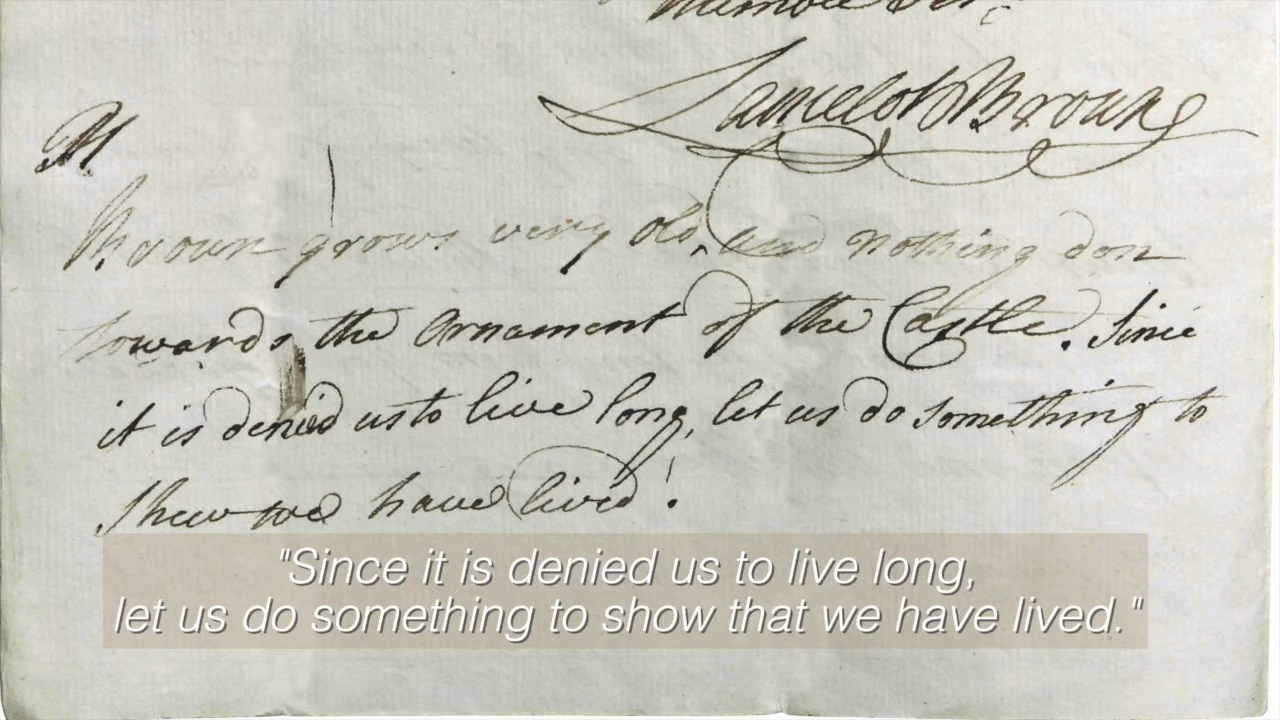 Humble Serv
Lancelot Brown
M
Brown grows very old, and nothing don
towards the ornament of the Castle. Since
it is denied us to live long, let us do something to
shew we have lived!
"Since it is denied us to live long,
let us do something to show that we have lived."